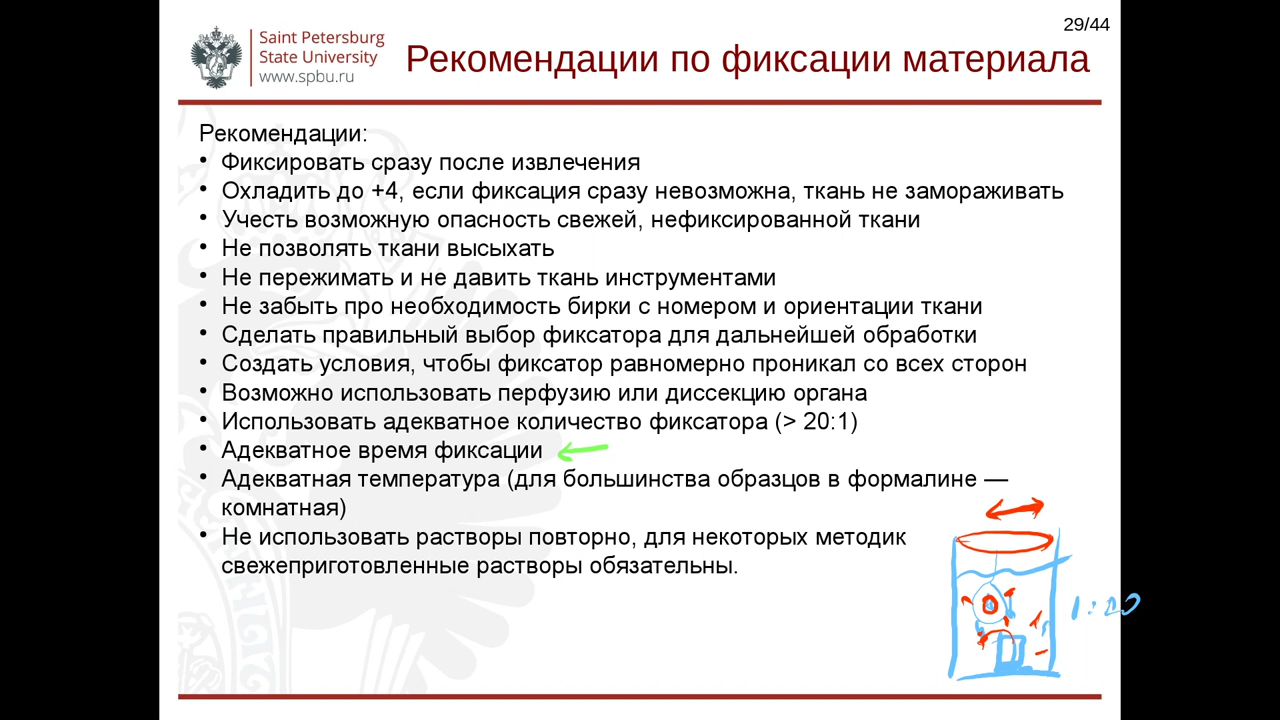 29/44
Saint Petersburg
State University
www.spbu.ru
Рекомендации по фиксации материала
Рекомендации:
• Фиксировать сразу после извлечения
• Охладить до +4, если фиксация сразу невозможна, ткань не замораживать
• Учесть возможную опасность свежей, нефиксированной ткани
• Не позволять ткани высыхать
• Не пережимать и не давить ткань инструментами
• Не забыть про необходимость бирки с номером и ориентации ткани
• Сделать правильный выбор фиксатора для дальнейшей обработки
• Создать условия, чтобы фиксатор равномерно проникал со всех сторон
• Возможно использовать перфузию или диссекцию органа
• Использовать адекватное количество фиксатора (> 20:1)
• Адекватное время фиксации
• Адекватная температура (для большинства образцов в формалине —
комнатная)
• Не использовать растворы повторно, для некоторых методик
свежеприготовленные растворы обязательны.
1:20